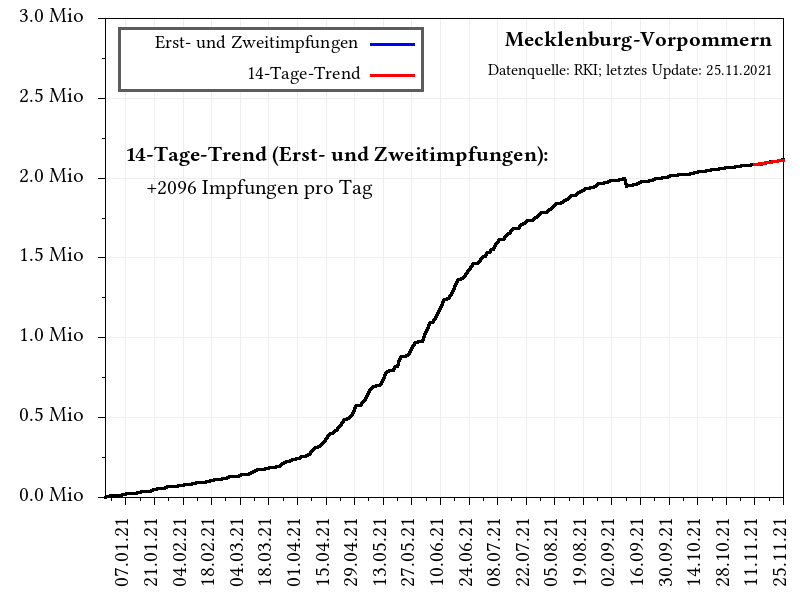 3.0 Mio
2.5 Mio
2.0 Mio
1.5 Mio
1.0 Mio
0.5 Mio
0.0 Mio
Erst- und Zweitimpfungen
14-Tage-Trend
Mecklenburg-Vorpommern
Datenquelle: RKI; letztes Update: 25.11.2021
14-Tage-Trend (Erst- und Zweitimpfungen):
+2096 Impfungen pro Tag
07.01.21
21.01.21
04.02.21
18.02.21
04.03.21
18.03.21
01.04.21
15.04.21
29.04.21
13.05.21
27.05.21
10.06.21
24.06.21
08.07.21
22.07.21
05.08.21
19.08.21
02.09.21
16.09.21
30.09.21
14.10.21
28.10.21
11.11.21
25.11.21